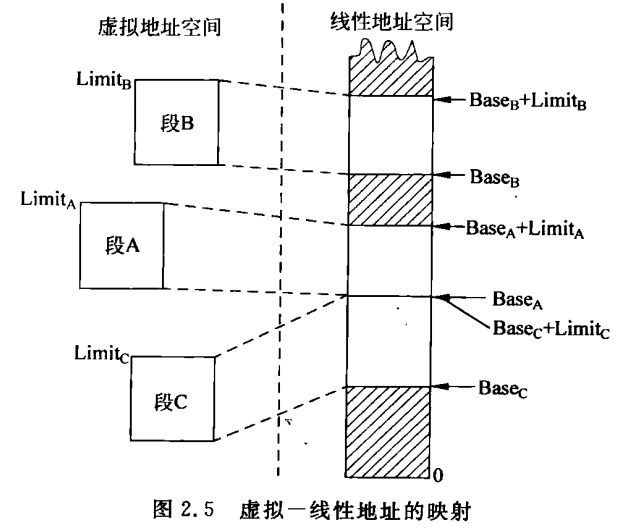 虚拟地址空间
线性地址空间
Limit_B
段B
Base_B+Limit_B
Base_B
Limit_A
段A
Base_A+Limit_A
Base_A
Base_C+Limit_C
Limit_C
段C
Base_C
0
图 2.5 虚拟－线性地址的映射